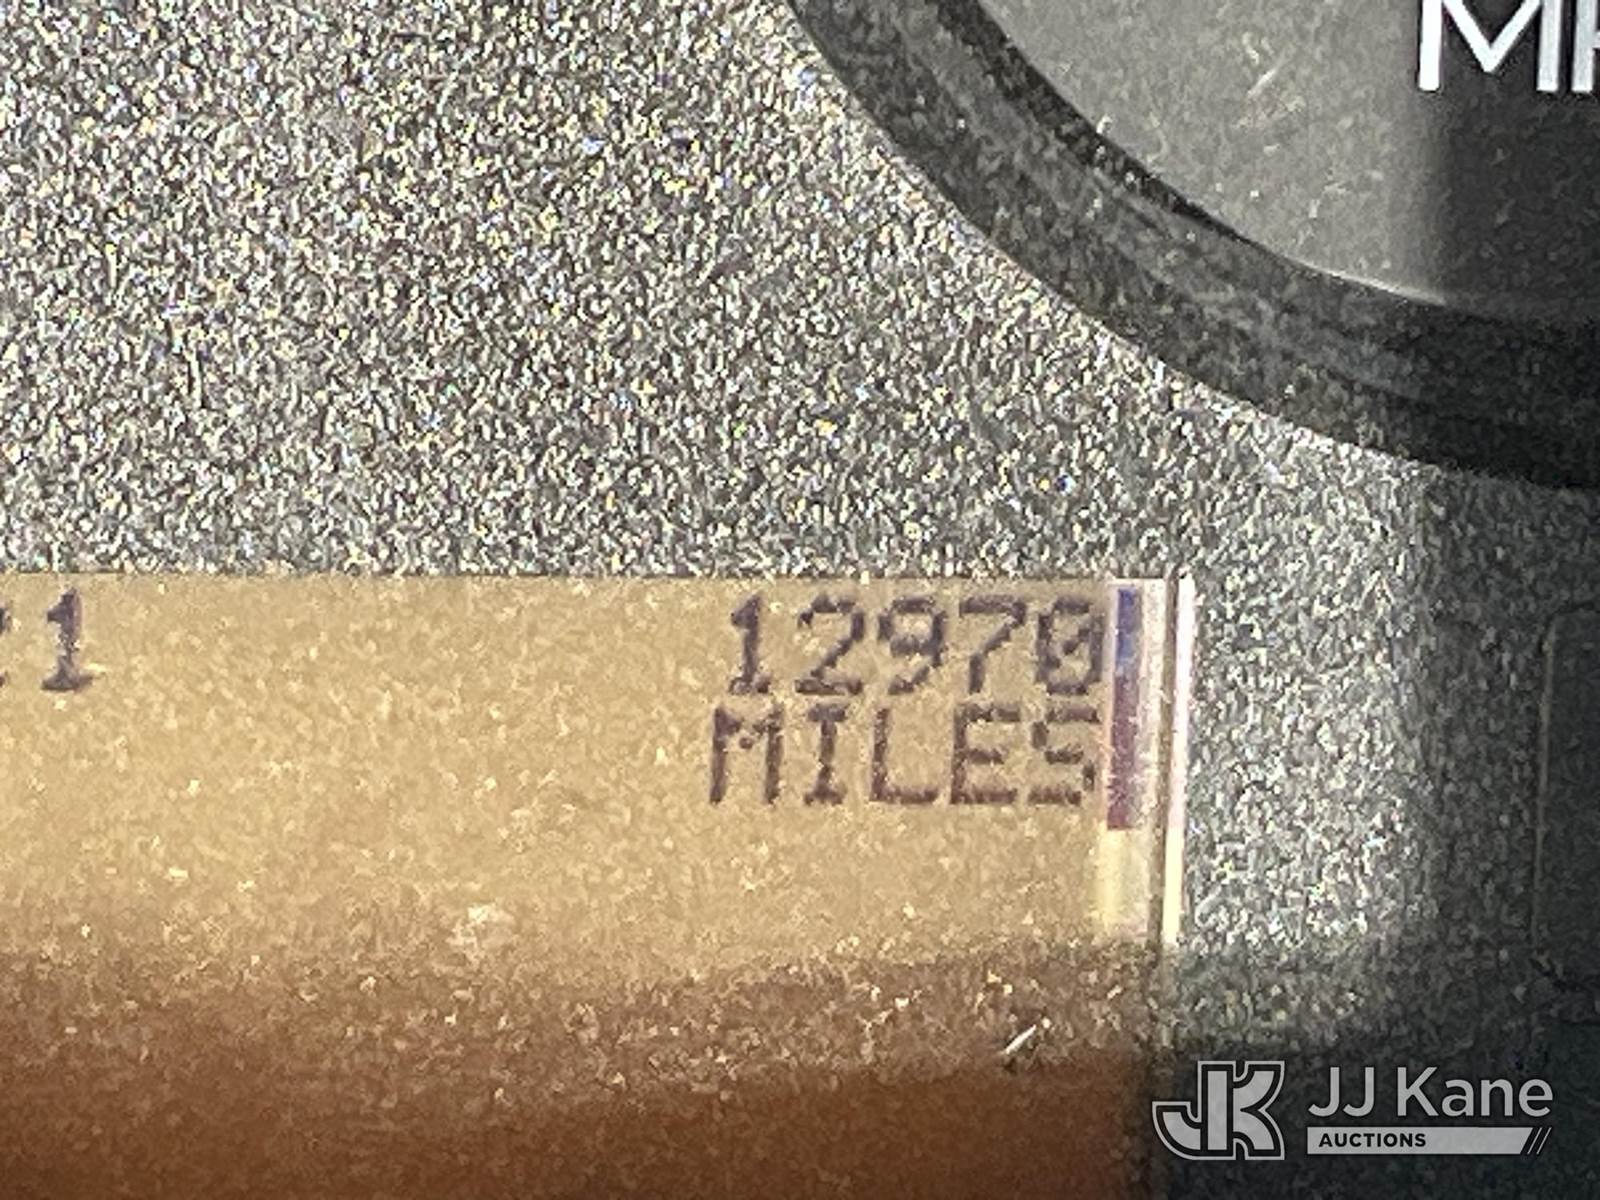 12970
MILES
JJ Kane
AUCTIONS